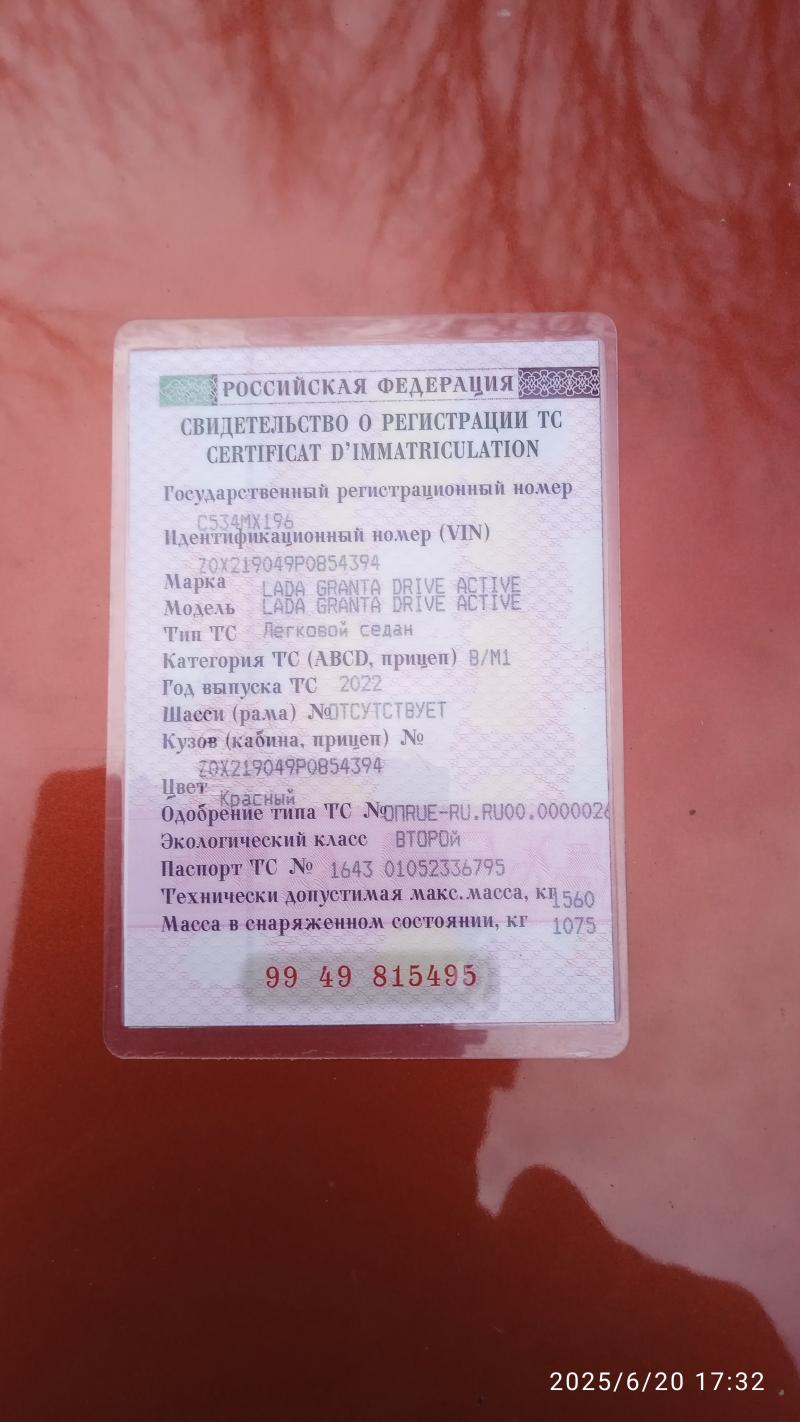 РОССИЙСКАЯ ФЕДЕРАЦИЯ
СВИДЕТЕЛЬСТВО О РЕГИСТРАЦИИ ТС
CERTIFICAT D'IMMATRICULATION
Государственный регистрационный номер
С534МХ196
Идентификационный номер (VIN)
Z0X219049P0854394
Марка LADA GRANTA DRIVE ACTIVE
Модель LADA GRANTA DRIVE ACTIVE
Тип ТС Легковой седан
Категория ТС (ABCD, прицеп) B/M1
Год выпуска ТС 2022
Шасси (рама) № ОТСУТСТВУЕТ
Кузов (кабина, прицеп) №
Z0X219049P0854394
Цвет Красный
Одобрение типа ТС № ОПRUE-RU.RU00.0000026
Экологический класс ВТОРОй
Паспорт ТС № 1643 01052336795
Технически допустимая макс.масса, кг 1560
Масса в снаряженном состоянии, кг 1075
99 49 815495
2025/6/20 17:32